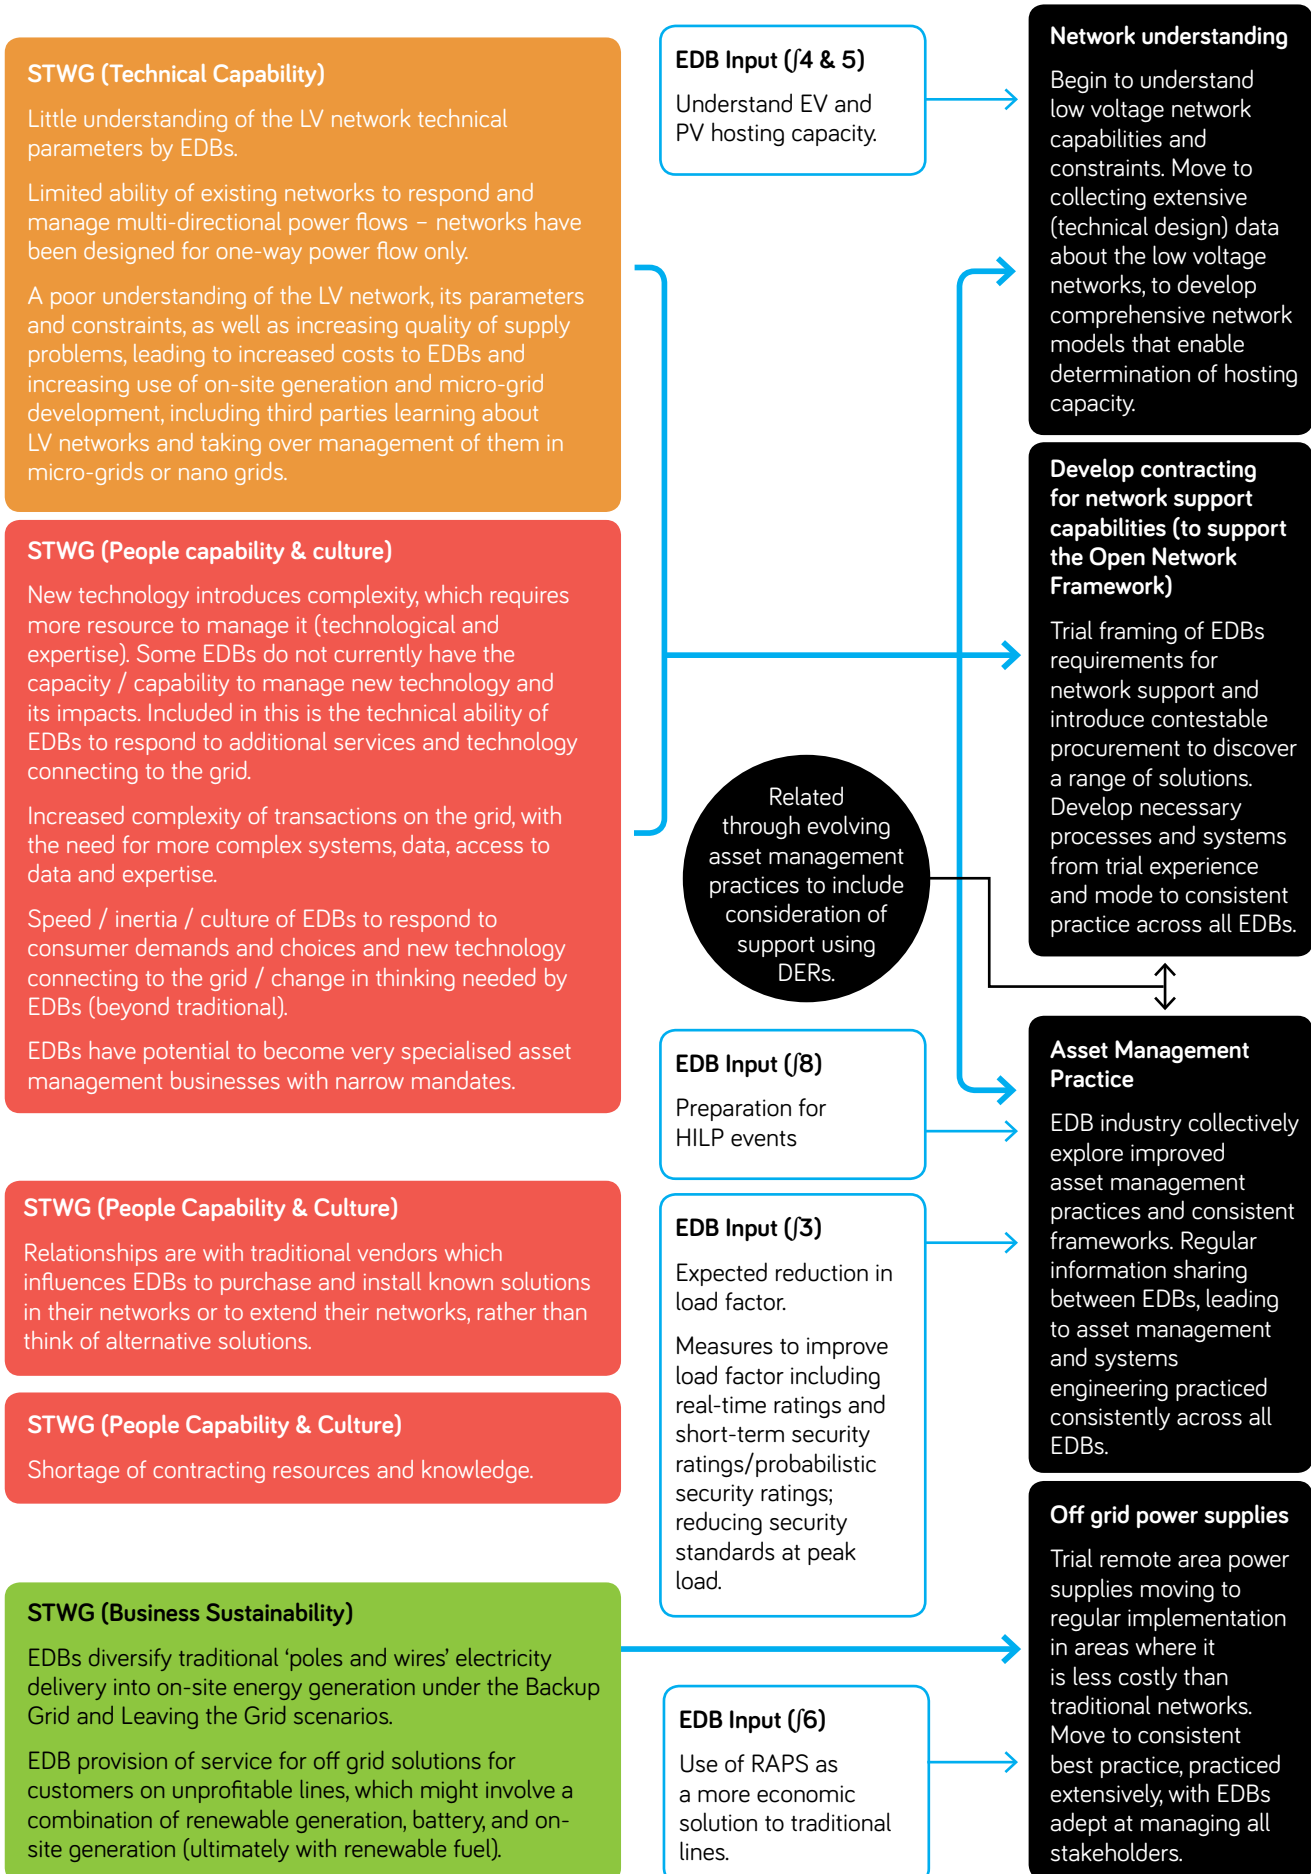 STWG (Technical Capability)
Little understanding of the LV network technical
parameters by EDBs.
Limited ability of existing networks to respond and
manage multi-directional power flows – networks have
been designed for one-way power flow only.
A poor understanding of the LV network, its parameters
and constraints, as well as increasing quality of supply
problems, leading to increased costs to EDBs and
increasing use of on-site generation and micro-grid
development, including third parties learning about
LV networks and taking over management of them in
micro-grids or nano grids.
STWG (People capability & culture)
New technology introduces complexity, which requires
more resource to manage it (technological and
expertise). Some EDBs do not currently have the
capacity / capability to manage new technology and
its impacts. Included in this is the technical ability of
EDBs to respond to additional services and technology
connecting to the grid.
Increased complexity of transactions on the grid, with
the need for more complex systems, data, access to
data and expertise.
Speed / inertia / culture of EDBs to respond to
consumer demands and choices and new technology
connecting to the grid / change in thinking needed by
EDBs (beyond traditional).
EDBs have potential to become very specialised asset
management businesses with narrow mandates.
STWG (People Capability & Culture)
Relationships are with traditional vendors which
influences EDBs to purchase and install known solutions
in their networks or to extend their networks, rather than
think of alternative solutions.
STWG (People Capability & Culture)
Shortage of contracting resources and knowledge.
STWG (Business Sustainability)
EDBs diversify traditional ‘poles and wires’ electricity
delivery into on-site energy generation under the Backup
Grid and Leaving the Grid scenarios.
EDB provision of service for off grid solutions for
customers on unprofitable lines, which might involve a
combination of renewable generation, battery, and on-
site generation (ultimately with renewable fuel).
EDB Input (∫4 & 5)
Understand EV and
PV hosting capacity.
Related
through evolving
asset management
practices to include
consideration of
support using
DERs.
EDB Input (∫8)
Preparation for
HILP events
EDB Input (∫3)
Expected reduction in
load factor.
Measures to improve
load factor including
real-time ratings and
short-term security
ratings/probabilistic
security ratings;
reducing security
standards at peak
load.
EDB Input (∫6)
Use of RAPS as
a more economic
solution to traditional
lines.
Network understanding
Begin to understand
low voltage network
capabilities and
constraints. Move to
collecting extensive
(technical design) data
about the low voltage
networks, to develop
comprehensive network
models that enable
determination of hosting
capacity.
Develop contracting
for network support
capabilities (to support
the Open Network
Framework)
Trial framing of EDBs
requirements for
network support and
introduce contestable
procurement to discover
a range of solutions.
Develop necessary
processes and systems
from trial experience
and mode to consistent
practice across all EDBs.
Asset Management
Practice
EDB industry collectively
explore improved
asset management
practices and consistent
frameworks. Regular
information sharing
between EDBs, leading
to asset management
and systems
engineering practiced
consistently across all
EDBs.
Off grid power supplies
Trial remote area power
supplies moving to
regular implementation
in areas where it
is less costly than
traditional networks.
Move to consistent
best practice, practiced
extensively, with EDBs
adept at managing all
stakeholders.